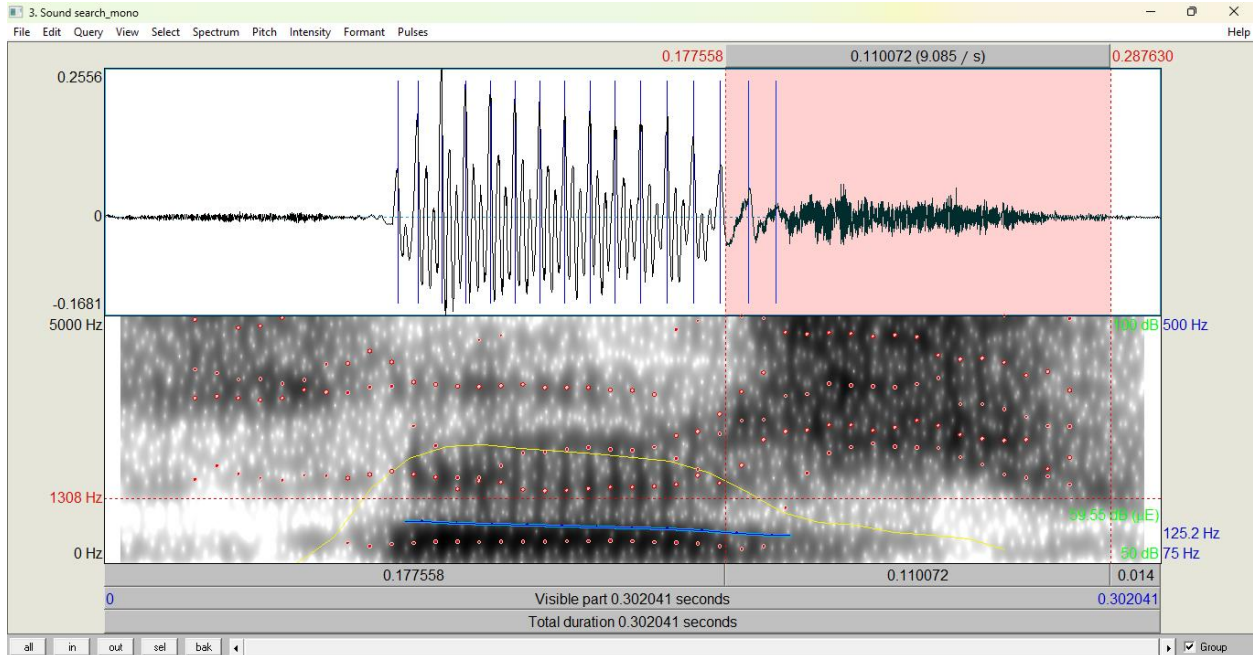 3. Sound search_mono
File Edit Query View Select Spectrum Pitch Intensity Formant Pulses Help
0.177558 0.110072 (9.085 / s) 0.287630
0.2556
0
-0.1681
5000 Hz 100 dB 500 Hz
1308 Hz
59.55 dB (µE)
125.2 Hz
0 Hz 50 dB 75 Hz
0.177558 0.110072 0.014
0 Visible part 0.302041 seconds 0.302041
Total duration 0.302041 seconds
all in out sel bak Group